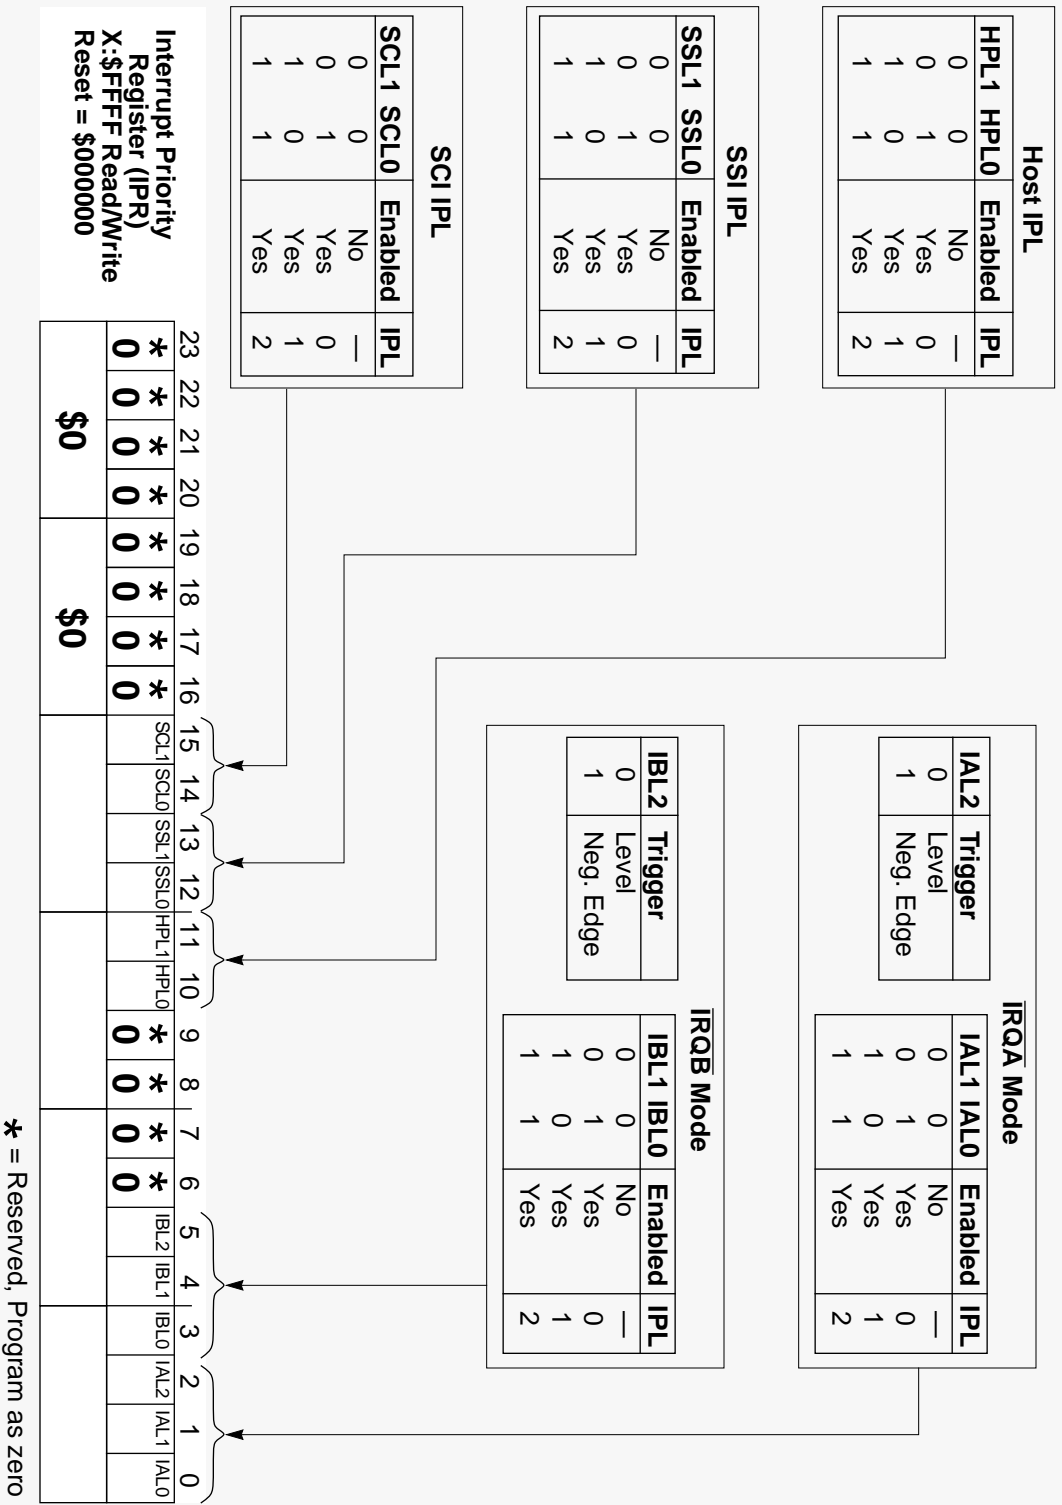 Host IPL
HPL1 HPL0 Enabled IPL
0 0 No —
0 1 Yes 0
1 0 Yes 1
1 1 Yes 2
SSI IPL
SSL1 SSL0 Enabled IPL
0 0 No —
0 1 Yes 0
1 0 Yes 1
1 1 Yes 2
SCI IPL
SCL1 SCL0 Enabled IPL
0 0 No —
0 1 Yes 0
1 0 Yes 1
1 1 Yes 2
IRQA Mode
IAL2 Trigger
0 Level
1 Neg. Edge
IAL1 IAL0 Enabled IPL
0 0 No —
0 1 Yes 0
1 0 Yes 1
1 1 Yes 2
IRQB Mode
IBL2 Trigger
0 Level
1 Neg. Edge
IBL1 IBL0 Enabled IPL
0 0 No —
0 1 Yes 0
1 0 Yes 1
1 1 Yes 2
Interrupt Priority
Register (IPR)
X:$FFFF Read/Write
Reset = $000000
23 22 21 20 19 18 17 16 15 14 13 12 11 10 9 8 7 6 5 4 3 2 1 0
* * * * * * * * SCL1 SCL0 SSL1 SSL0 HPL1 HPL0 * * * * IBL2 IBL1 IBL0 IAL2 IAL1 IAL0
0 0 0 0 0 0 0 0 0 0 0 0
$0 $0
* = Reserved, Program as zero